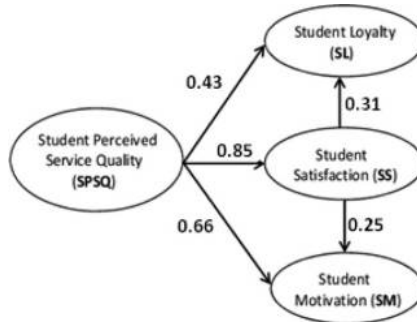 Student Loyalty
(SL)
0.43
0.31
Student Perceived
Service Quality
(SPSQ)
0.85
Student
Satisfaction (SS)
0.66
0.25
Student
Motivation (SM)